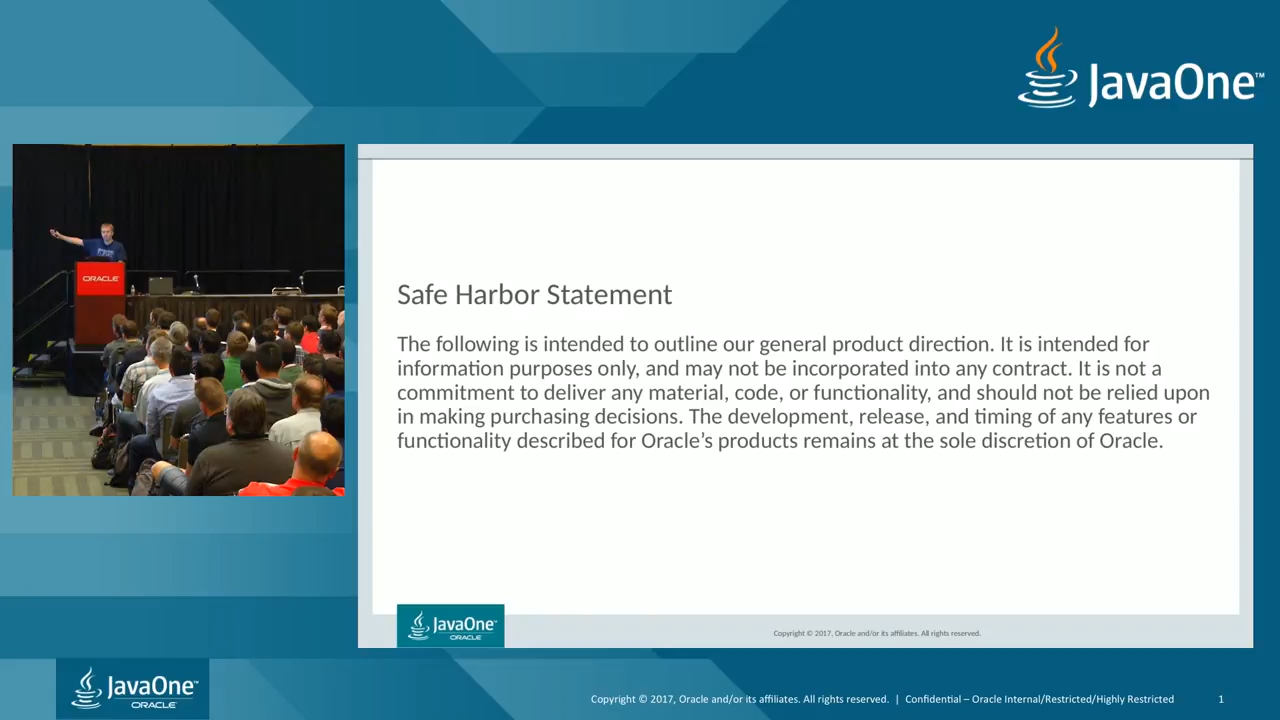 JavaOne™
ORACLE
Safe Harbor Statement
The following is intended to outline our general product direction. It is intended for
information purposes only, and may not be incorporated into any contract. It is not a
commitment to deliver any material, code, or functionality, and should not be relied upon
in making purchasing decisions. The development, release, and timing of any features or
functionality described for Oracle’s products remains at the sole discretion of Oracle.
JavaOne™
ORACLE
Copyright © 2017, Oracle and/or its affiliates. All rights reserved.
JavaOne™
ORACLE
Copyright © 2017, Oracle and/or its affiliates. All rights reserved. | Confidential – Oracle Internal/Restricted/Highly Restricted 1